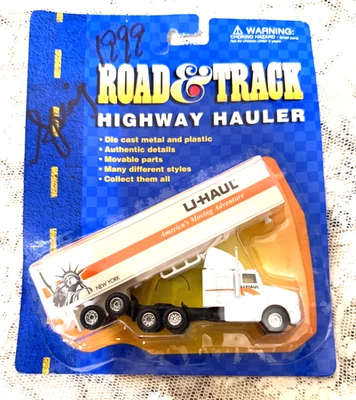 1999
⚠ WARNING:
CHOKING HAZARD / Small parts
Not for children under 3 years.
ROAD & TRACK
HIGHWAY HAULER
• Die cast metal and plastic
• Authentic details
• Movable parts
• Many different styles
• Collect them all
U-HAUL
America's Moving Adventure
NEW YORK
U-HAUL